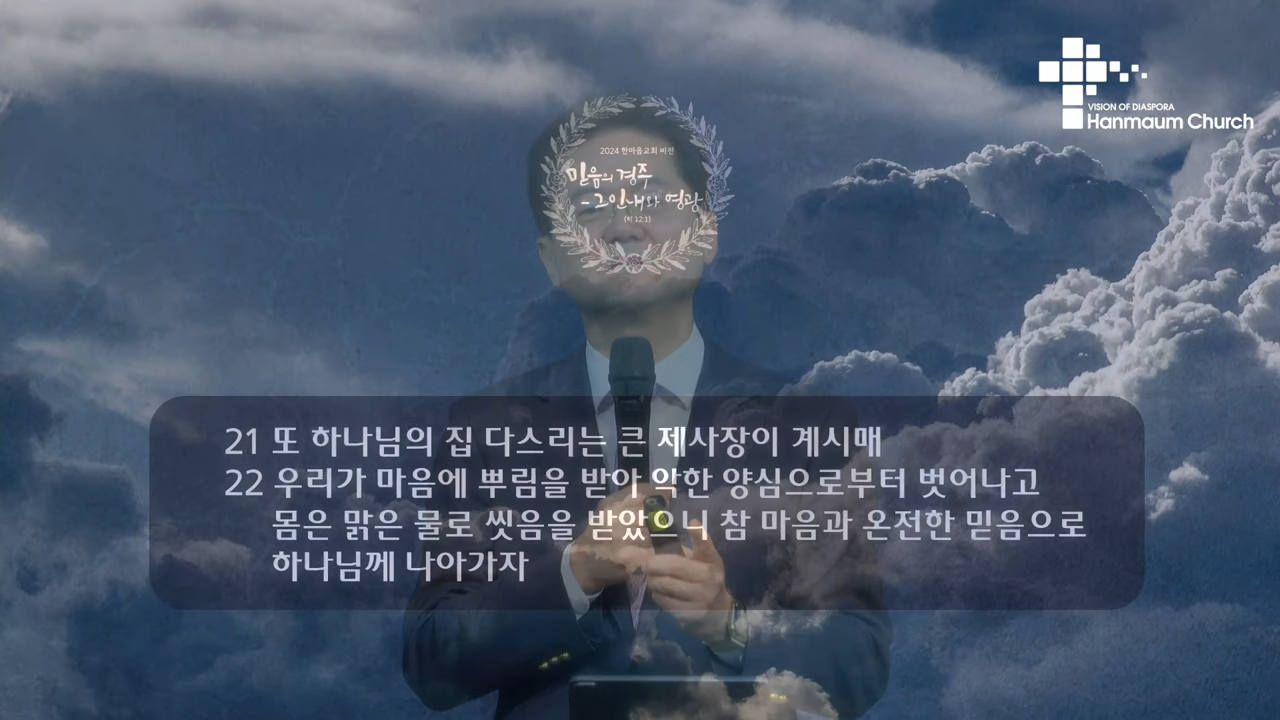 VISION OF DIASPORA
Hanmaum Church
2024 한마음교회 비전
믿음의 경주
- 그 인내와 영광
(히 12:1)
21 또 하나님의 집 다스리는 큰 제사장이 계시매
22 우리가 마음에 뿌림을 받아 악한 양심으로부터 벗어나고
몸은 맑은 물로 씻음을 받았으니 참 마음과 온전한 믿음으로
하나님께 나아가자